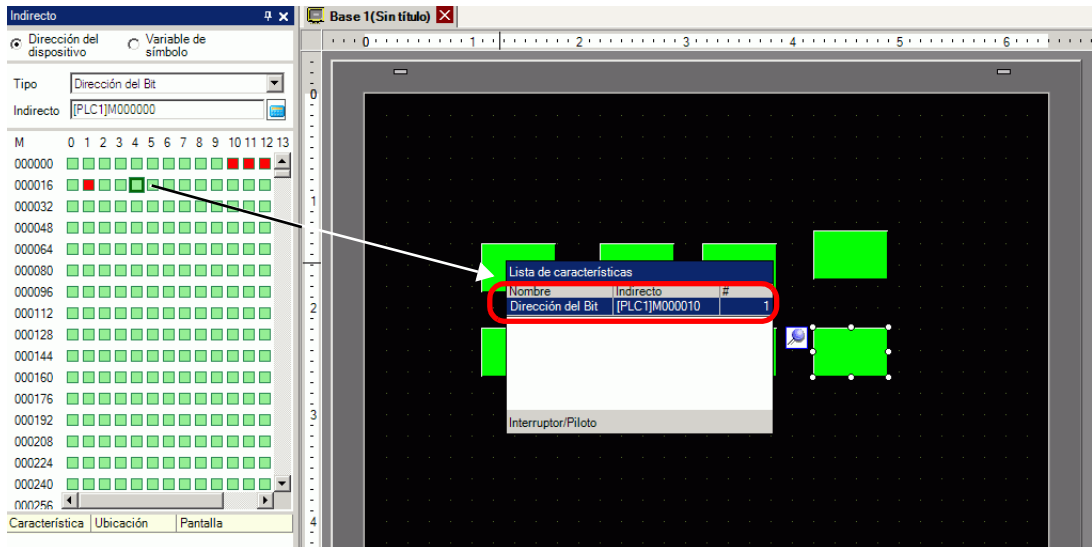 Indirecto
Dirección del dispositivo
Variable de símbolo
Tipo
Dirección del Bit
Indirecto
[PLC1]M000000
M 0 1 2 3 4 5 6 7 8 9 10 11 12 13
000000
000016
000032
000048
000064
000080
000096
000112
000128
000144
000160
000176
000192
000208
000224
000240
000256
Característica Ubicación Pantalla
Base 1(Sin título)
0 1 2 3 4 5 6
0
1
2
3
4
Lista de características
Nombre Indirecto #
Dirección del Bit [PLC1]M000010 1
Interruptor/Piloto